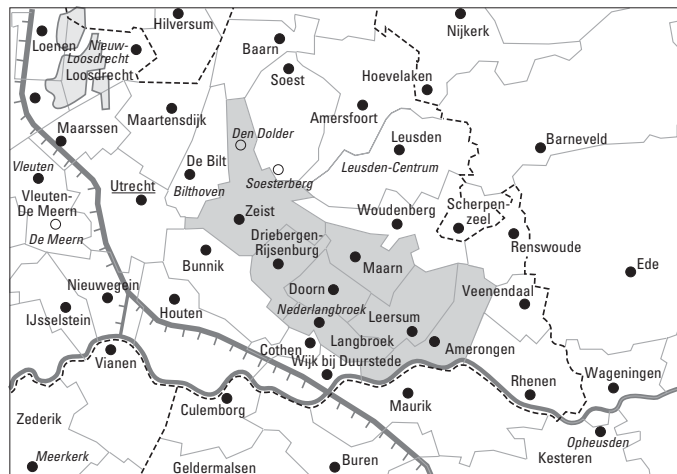 Hilversum
Nijkerk
Loenen
Nieuw-
Loosdrecht
Loosdrecht
Baarn
Soest
Hoevelaken
Maartensdijk
Amersfoort
Maarssen
Den Dolder
Leusden
Barneveld
De Bilt
Leusden-Centrum
Vleuten
Bilthoven
Soesterberg
Utrecht
Vleuten-
De Meern
Scherpen-
zeel
Woudenberg
Zeist
De Meern
Driebergen-
Rijsenburg
Renswoude
Bunnik
Maarn
Ede
Nieuwegein
Doorn
Veenendaal
IJsselstein
Houten
Nederlangbroek
Leersum
Cothen
Langbroek
Amerongen
Vianen
Wijk bij Duurstede
Rhenen
Wageningen
Culemborg
Maurik
Zederik
Opheusden
Meerkerk
Kesteren
Geldermalsen
Buren